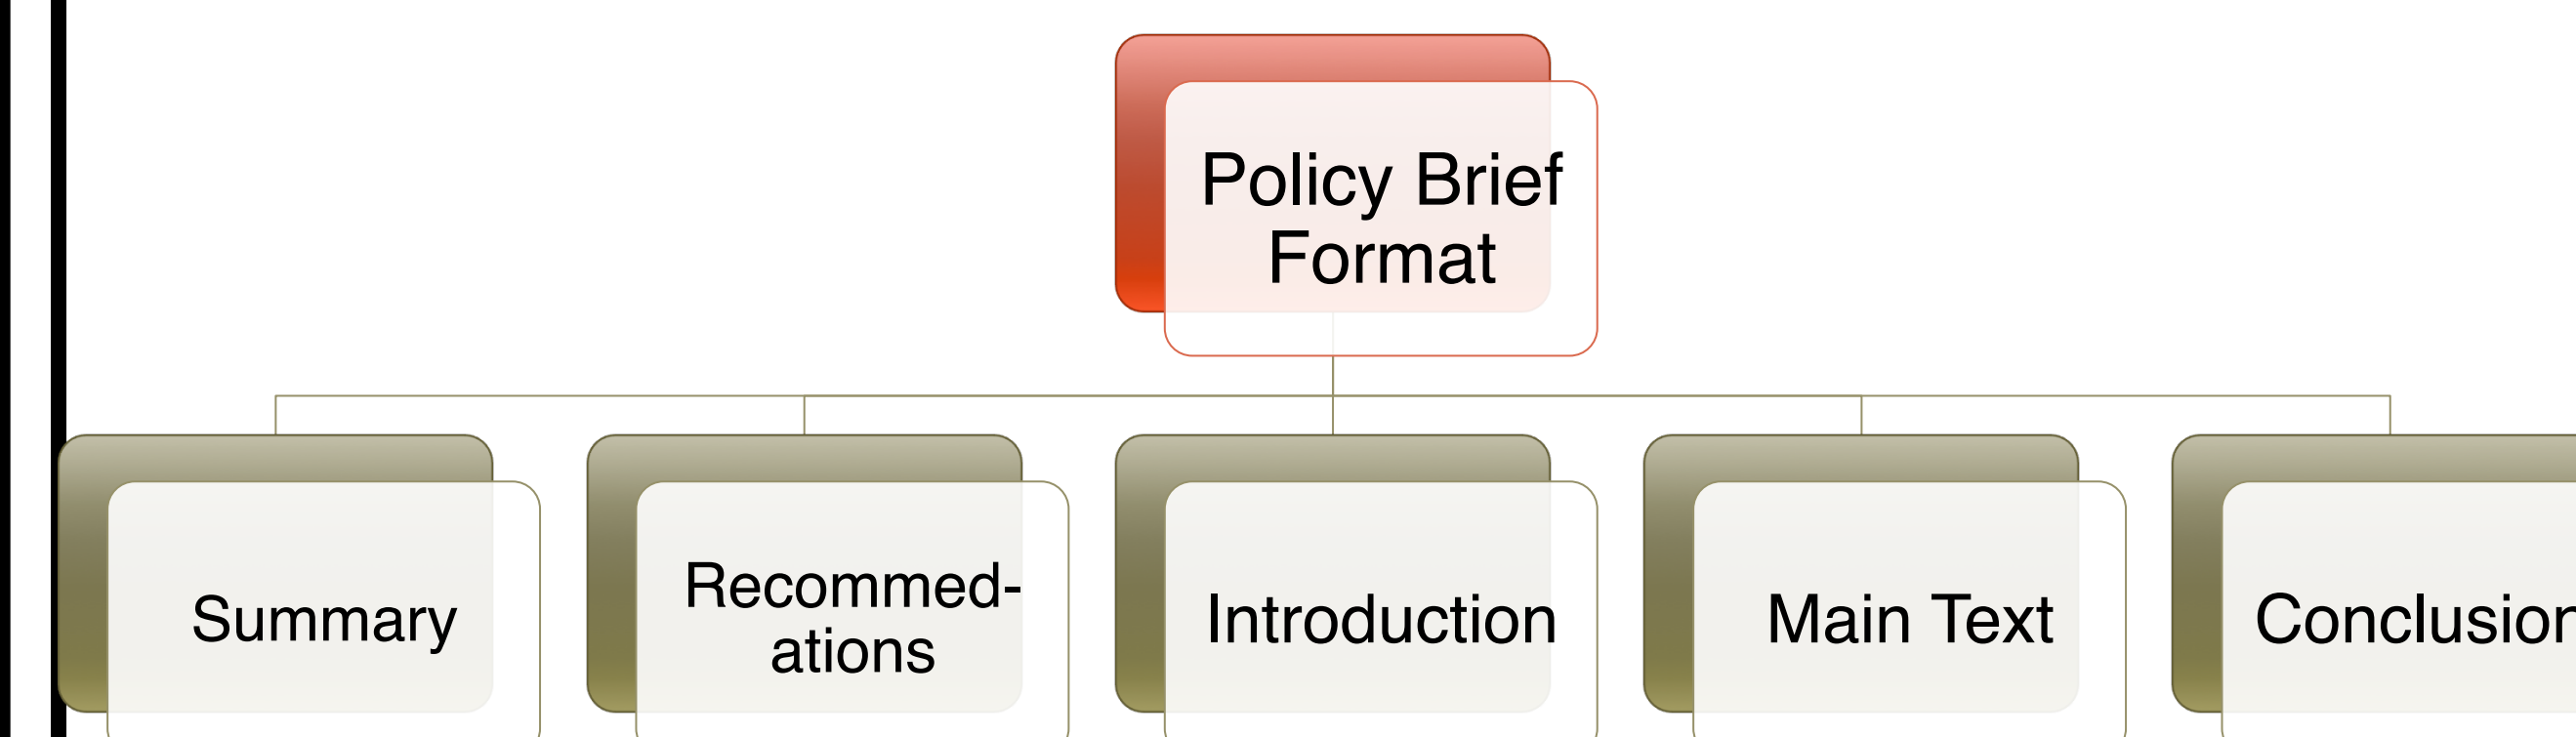 Policy Brief
Format
Summary
Recommed-
ations
Introduction
Main Text
Conclusion